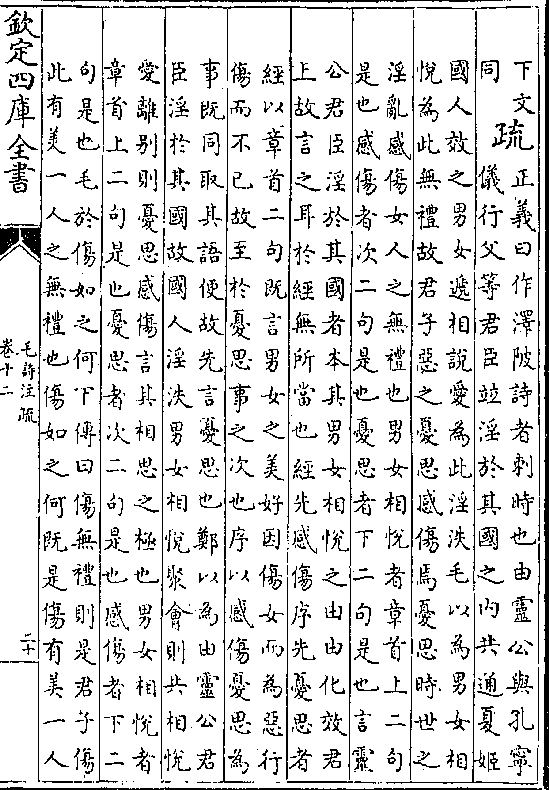 下文
同
疏
正義曰作澤陂詩者刺時也由靈公與孔寧
儀行父等君臣竝淫於其國之内共通夏姬
國人效之男女遞相說愛為此淫泆毛以為男女相
悅為此無禮故君子惡之憂思感傷焉憂思時世之
淫亂感傷女人之無禮也男女相悅者章首上二句
是也感傷者次二句是也憂思者下二句是也言靈
公君臣淫於其國者本其男女相悅之由由化效君
上故言之耳於經無所當也經先感傷序先憂思者
經以章首二句既言男女之美好因傷女而為惡行
傷而不已故至於憂思事之次也序以感傷憂思為
事既同取其語便故先言憂思也鄭以為由靈公君
臣淫於其國故國人淫泆男女相悅聚會則共相悅
愛離别則憂思感傷言其相思之極也男女相悅者
章首上二句是也憂思者次二句是也感傷者下二
句是也毛於傷如之何下傳曰傷無禮則是君子傷
此有美一人之無禮也傷如之何既是傷有美一人
欽定四庫全書
毛詩注疏
卷十二
二十